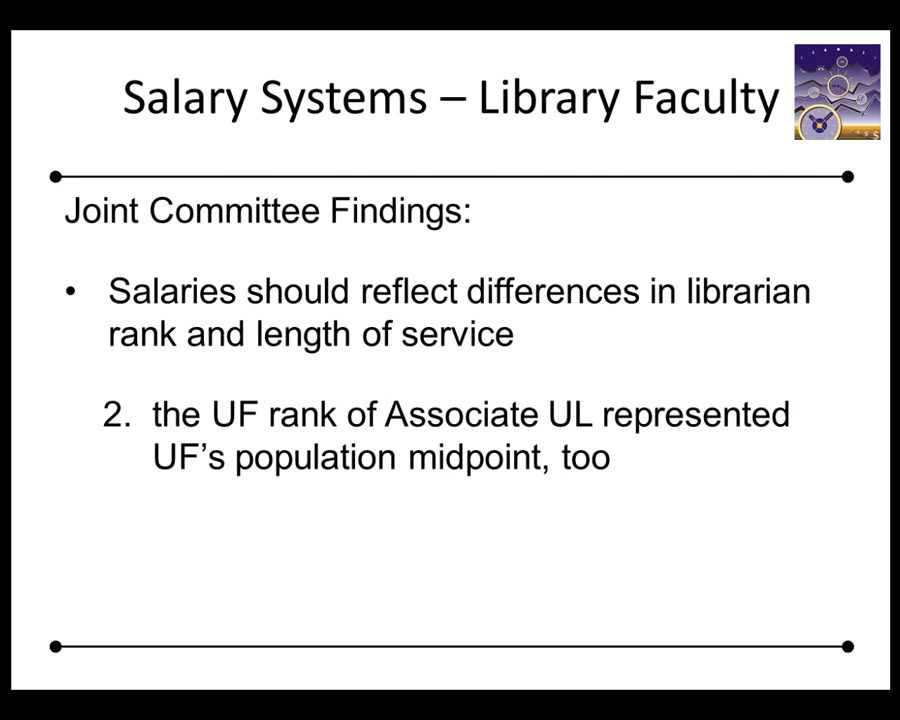 Salary Systems – Library Faculty
Joint Committee Findings:
• Salaries should reflect differences in librarian
rank and length of service
2. the UF rank of Associate UL represented
UF's population midpoint, too